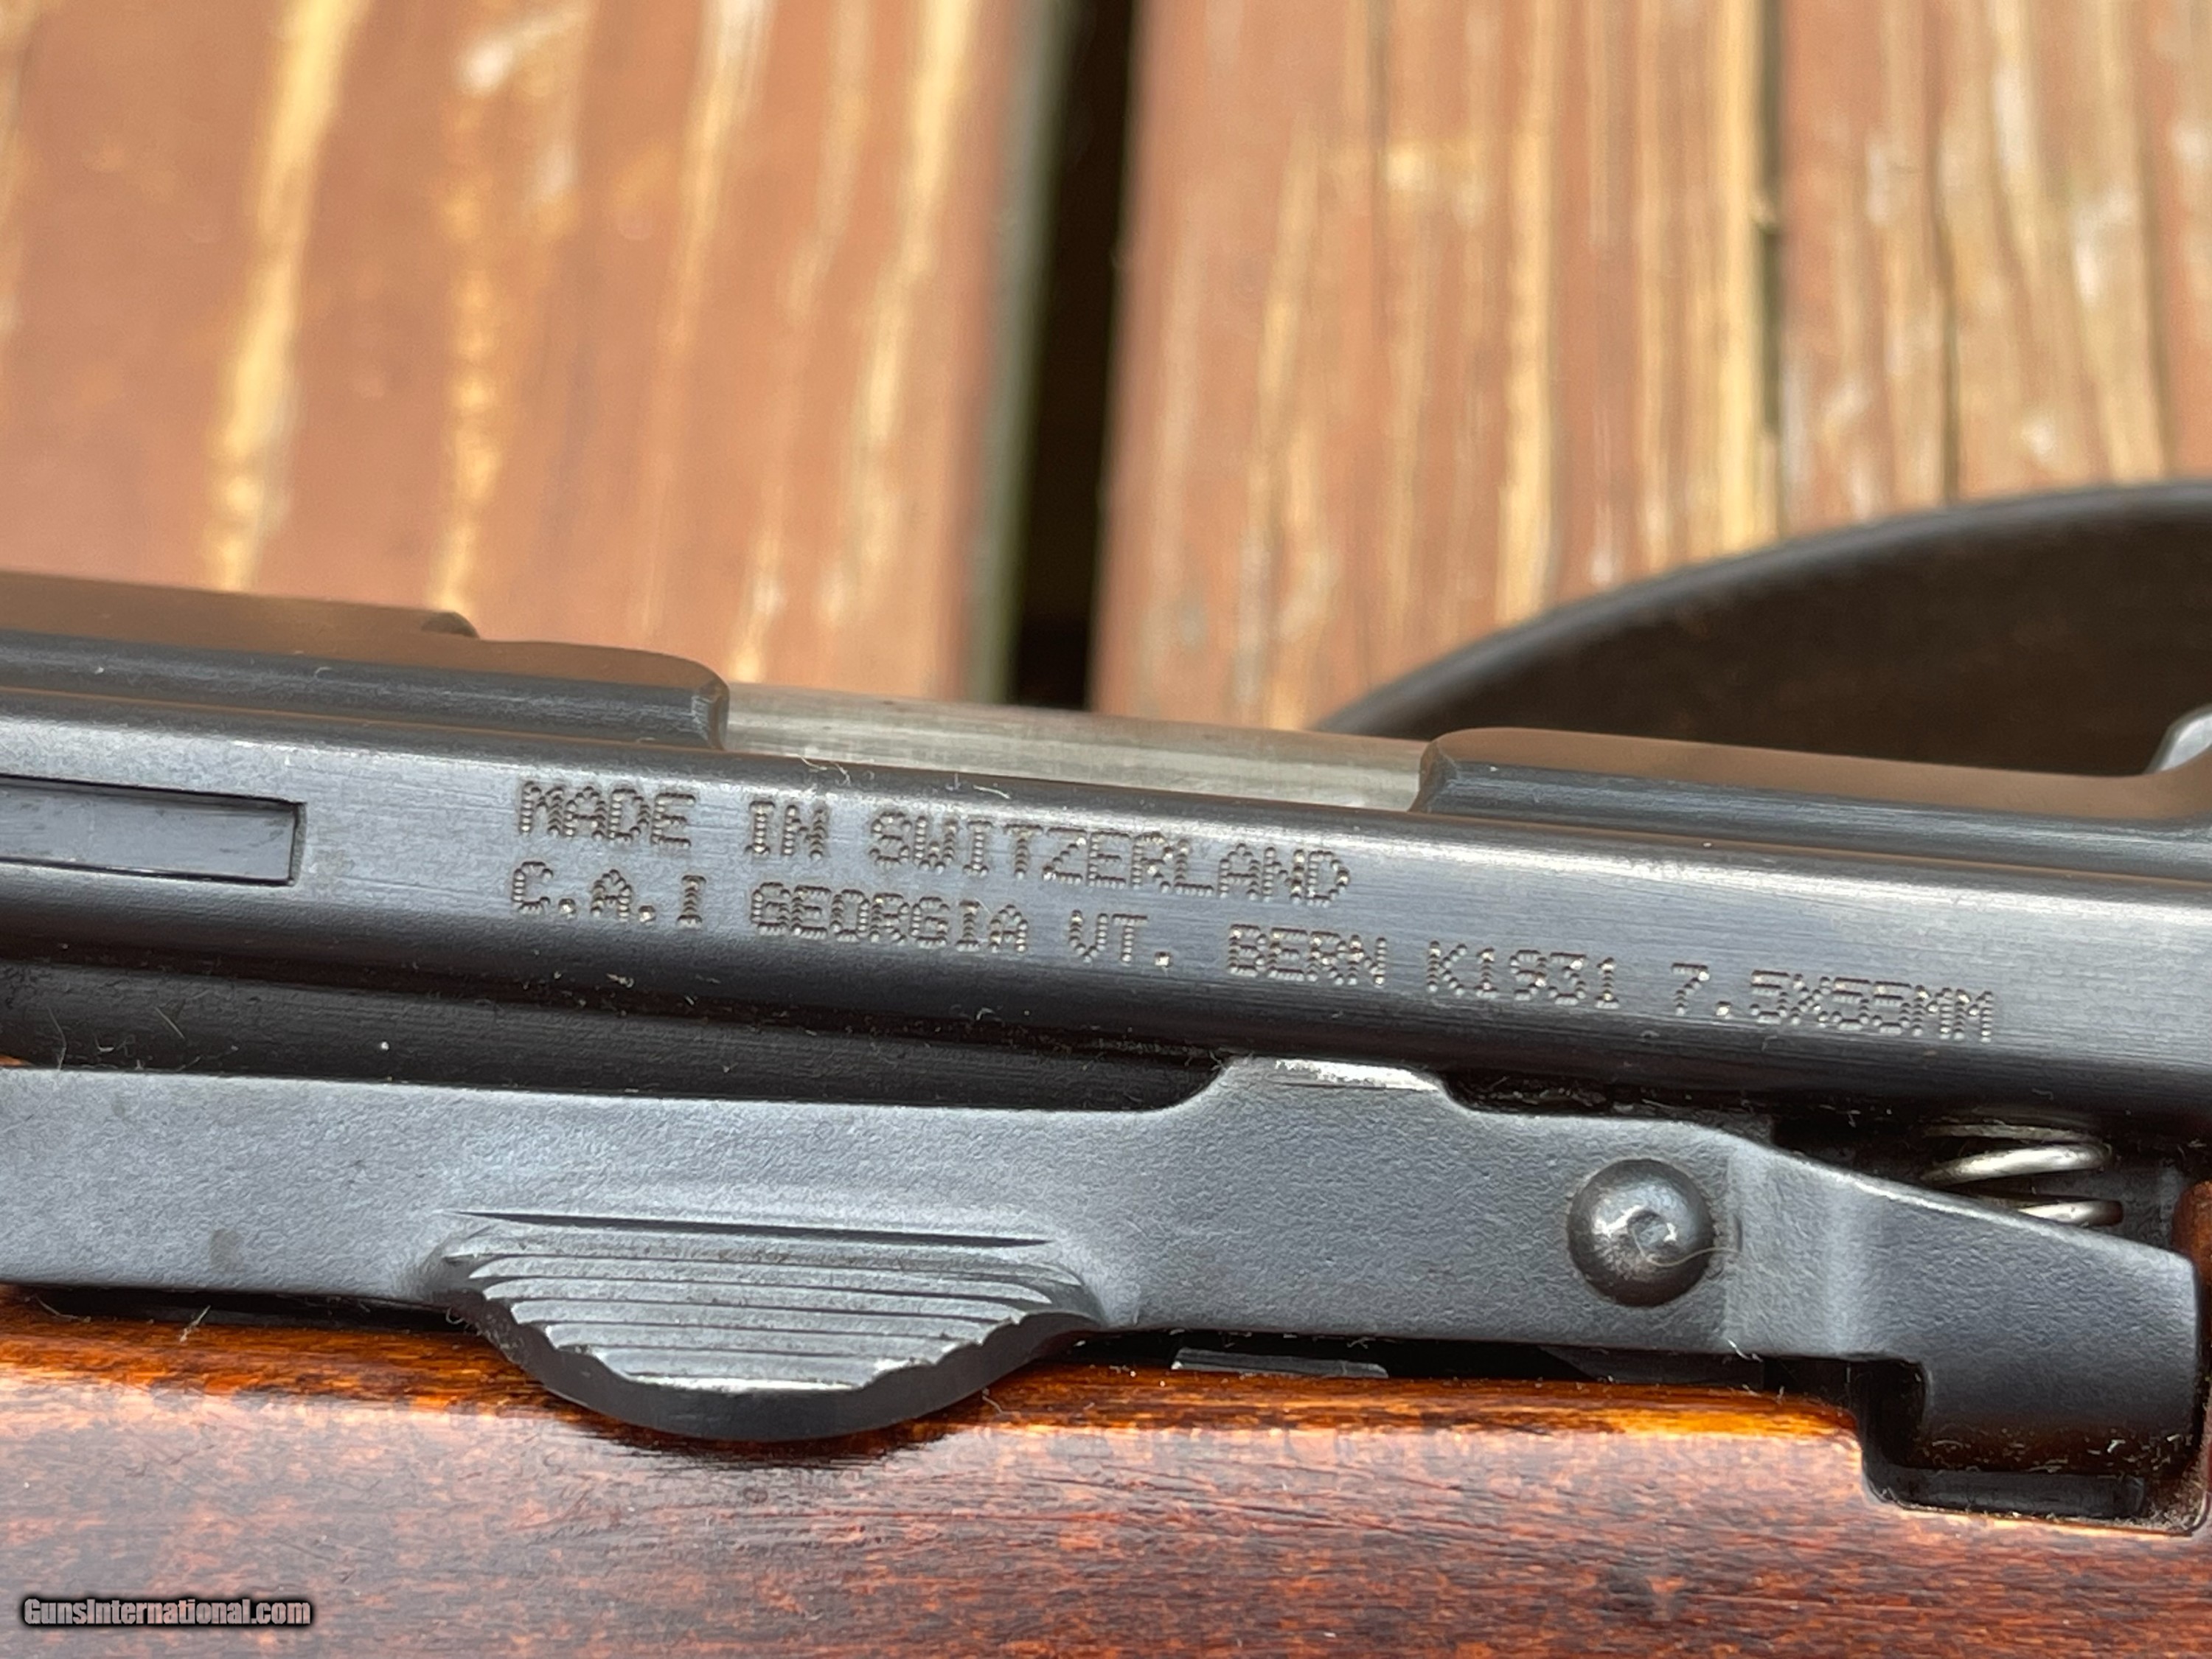 MADE IN SWITZERLAND
C.A.I GEORGIA VT. BERN K1931 7.5X55MM
GunsInternational.com